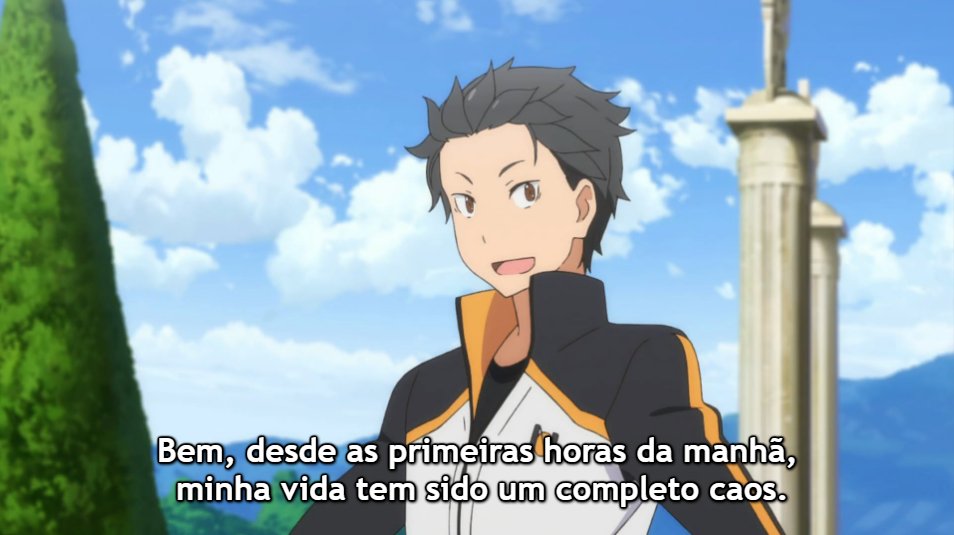 Bem, desde as primeiras horas da manhã,
minha vida tem sido um completo caos.